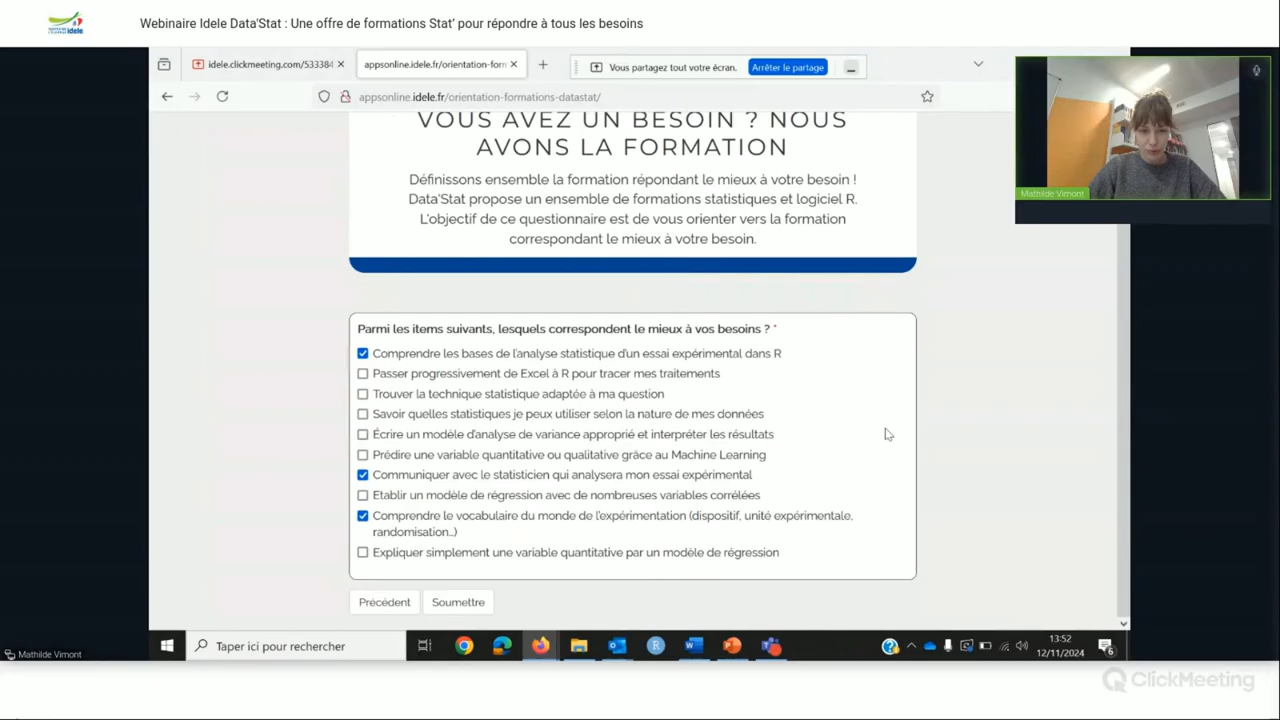 idele
Webinaire Idele Data'Stat : Une offre de formations Stat' pour répondre à tous les besoins
idele.clickmeeting.com/533384
appsonline.idele.fr/orientation-form
Vous partagez tout votre écran.
Arrêter le partage
appsonline.idele.fr/orientation-formations-datastat/
VOUS AVEZ UN BESOIN ? NOUS
AVONS LA FORMATION
Définissons ensemble la formation répondant le mieux à votre besoin !
Data'Stat propose un ensemble de formations statistiques et logiciel R.
L'objectif de ce questionnaire est de vous orienter vers la formation
correspondant le mieux à votre besoin.
Mathilde Vimont
Parmi les items suivants, lesquels correspondent le mieux à vos besoins ? *
Comprendre les bases de l'analyse statistique d'un essai expérimental dans R
Passer progressivement de Excel à R pour tracer mes traitements
Trouver la technique statistique adaptée à ma question
Savoir quelles statistiques je peux utiliser selon la nature de mes données
Écrire un modèle d'analyse de variance approprié et interpréter les résultats
Prédire une variable quantitative ou qualitative grâce au Machine Learning
Communiquer avec le statisticien qui analysera mon essai expérimental
Etablir un modèle de régression avec de nombreuses variables corrélées
Comprendre le vocabulaire du monde de l'expérimentation (dispositif, unité expérimentale,
randomisation...)
Expliquer simplement une variable quantitative par un modèle de régression
Précédent
Soumettre
Taper ici pour rechercher
13:52
12/11/2024
6
Mathilde Vimont
ClickMeeting